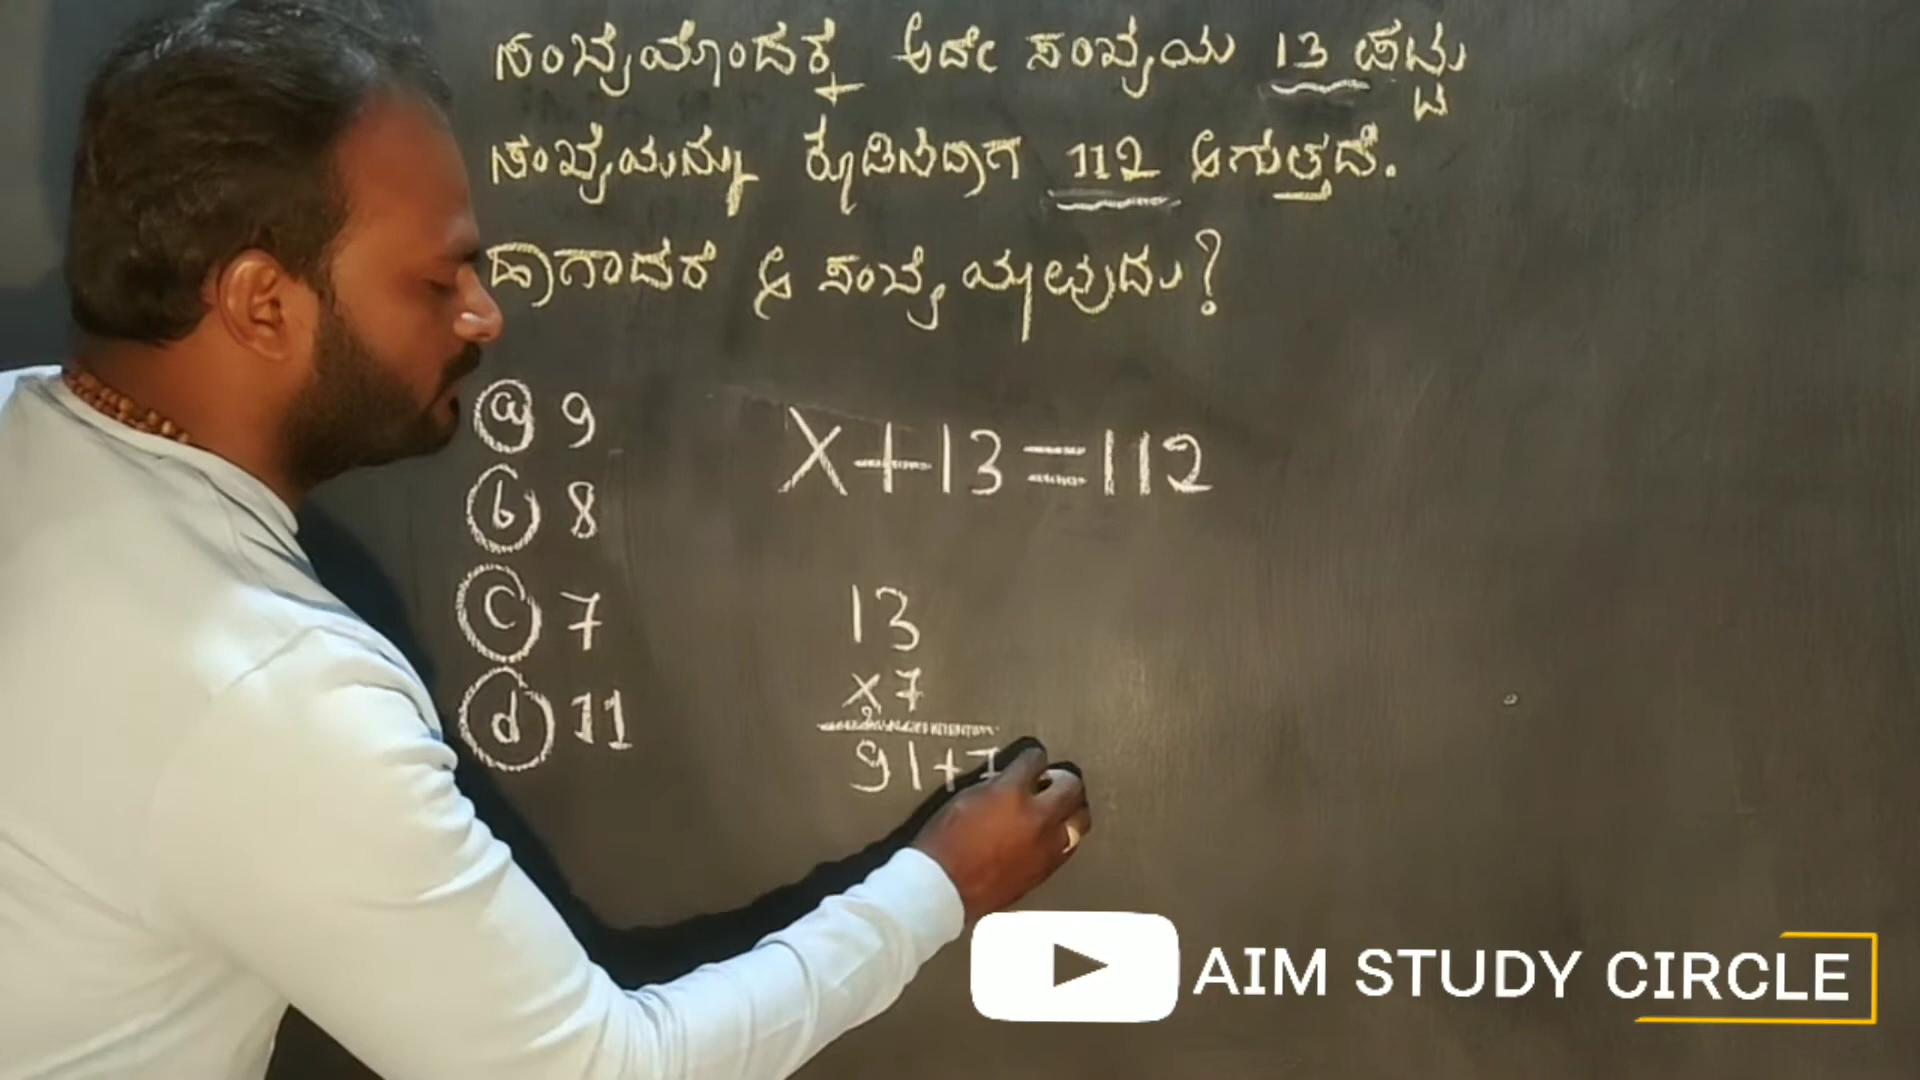 ಸಂಖ್ಯೆಯೊಂದಕ್ಕೆ ಅದೇ ಸಂಖ್ಯೆಯ 13 ಪಟ್ಟು
ಸಂಖ್ಯೆಯನ್ನು ಕೂಡಿಸಿದಾಗ 112 ಆಗುತ್ತದೆ.
ಹಾಗಾದರೆ ಆ ಸಂಖ್ಯೆ ಯಾವುದು?
a 9
b 8
c 7
d 11
X+13=112
13
x7
91+7
AIM STUDY CIRCLE